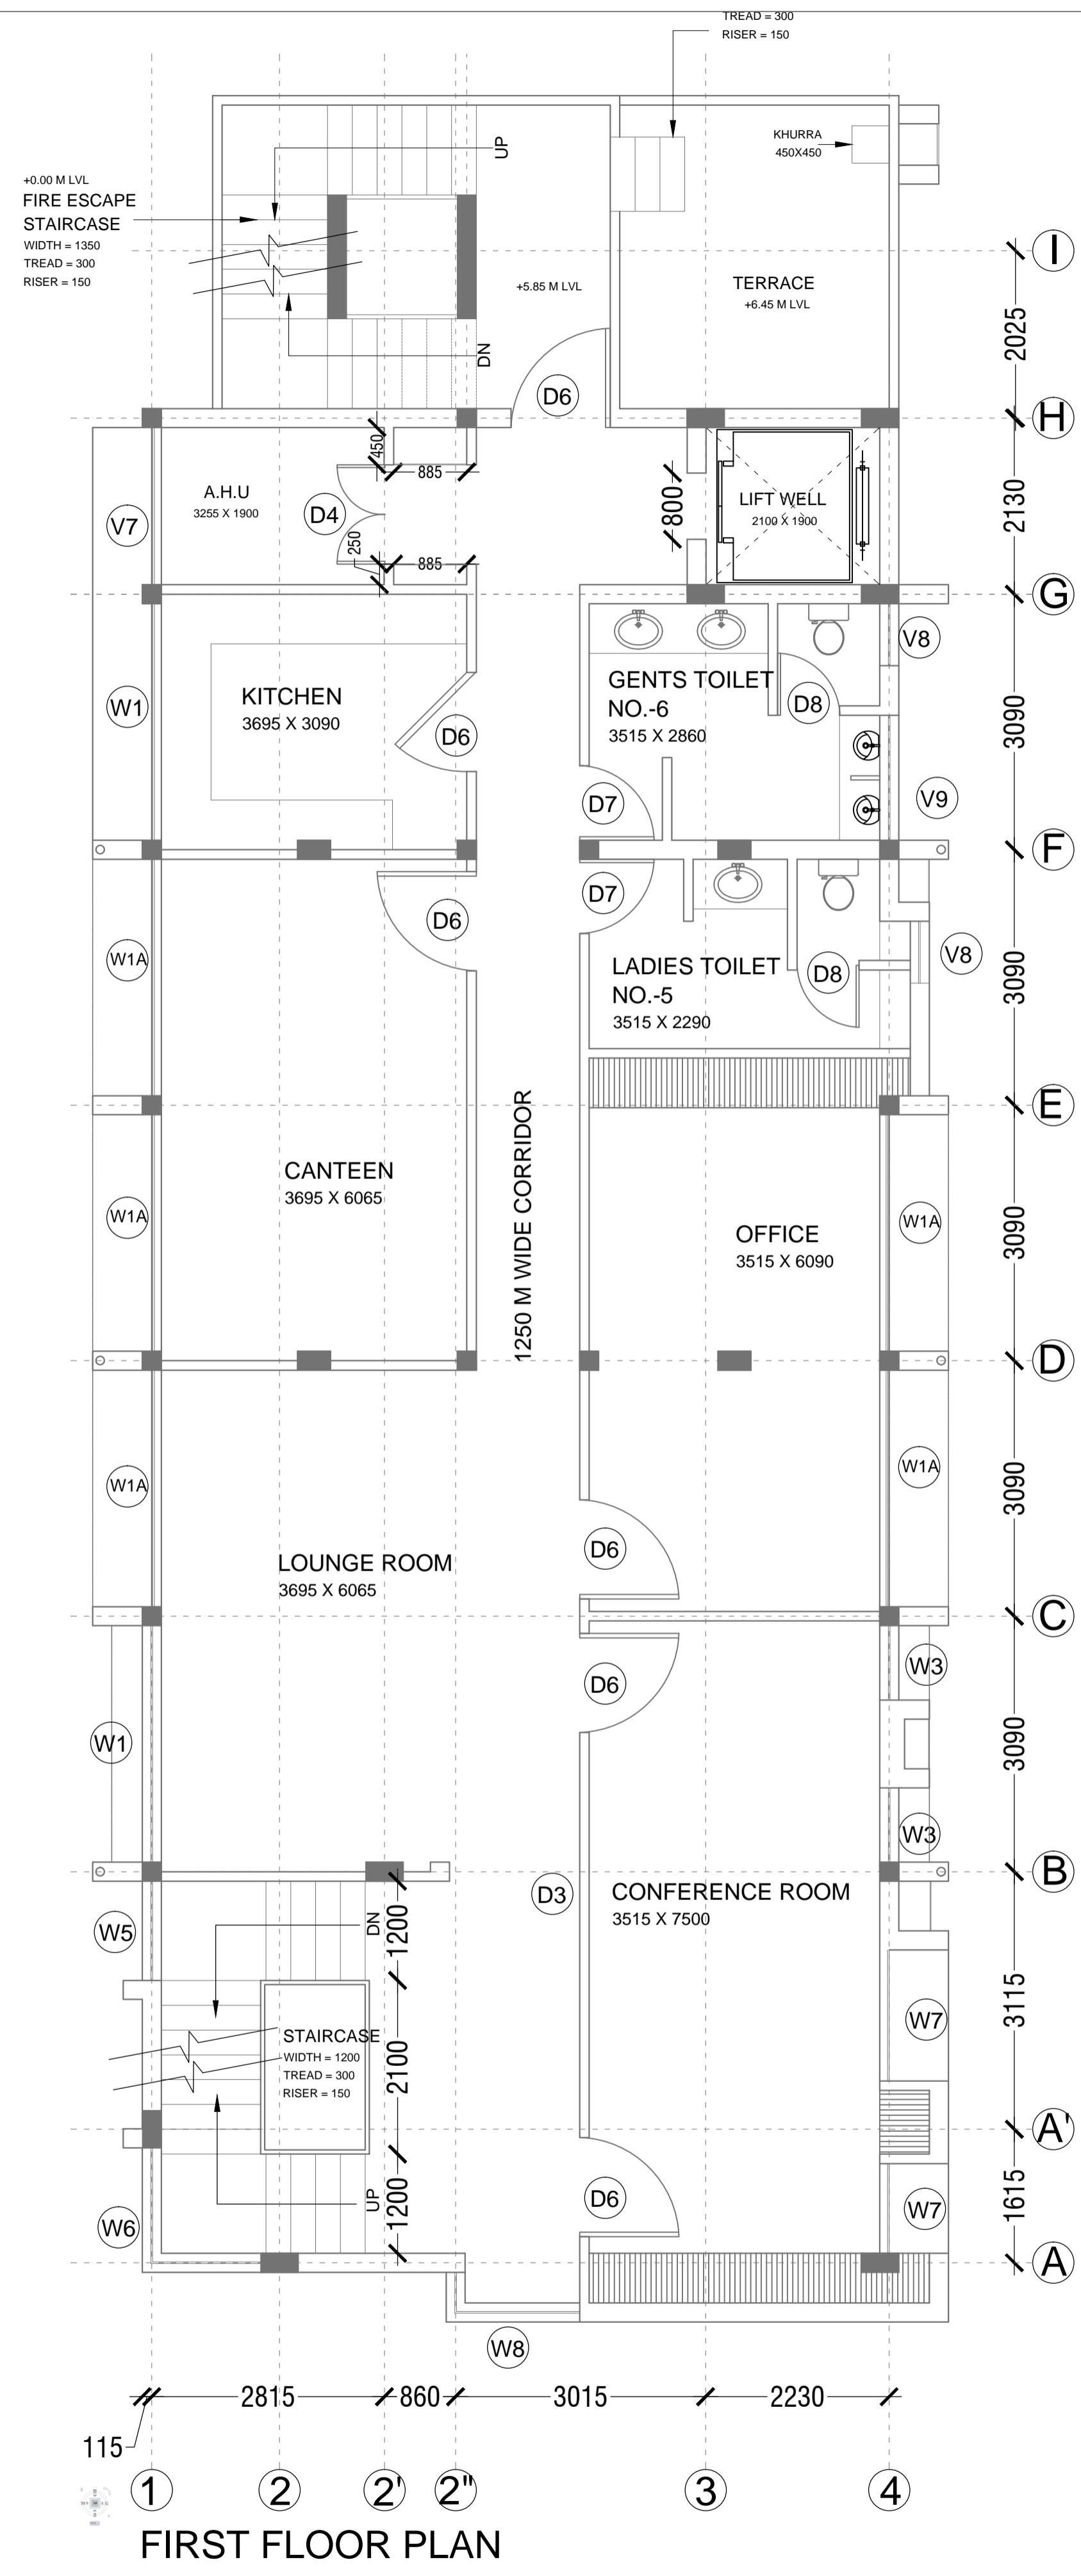 TREAD = 300
RISER = 150
KHURRA
450X450
UP
+0.00 M LVL
FIRE ESCAPE
STAIRCASE
WIDTH = 1350
TREAD = 300
RISER = 150
I
+5.85 M LVL
TERRACE
+6.45 M LVL
2025
DN
D6
H
450
885
A.H.U
3255 X 1900
D4
V7
250
885
800
LIFT WELL
2100 X 1900
2130
G
V8
GENTS TOILET
NO.-6
3515 X 2860
D8
KITCHEN
3695 X 3090
W1
D6
3090
D7
V9
F
D7
D6
W1A
LADIES TOILET
NO.-5
3515 X 2290
D8
V8
3090
E
1250 M WIDE CORRIDOR
CANTEEN
3695 X 6065
W1A
OFFICE
3515 X 6090
W1A
3090
D
W1A
W1A
3090
LOUNGE ROOM
3695 X 6065
D6
C
D6
W3
W1
3090
W3
B
D3
CONFERENCE ROOM
3515 X 7500
W5
DN
1200
STAIRCASE
WIDTH = 1200
TREAD = 300
RISER = 150
2100
W7
3115
A'
UP
1200
D6
W6
W7
1615
A
W8
2815
860
3015
2230
115
1
2
2'
2"
3
4
FIRST FLOOR PLAN